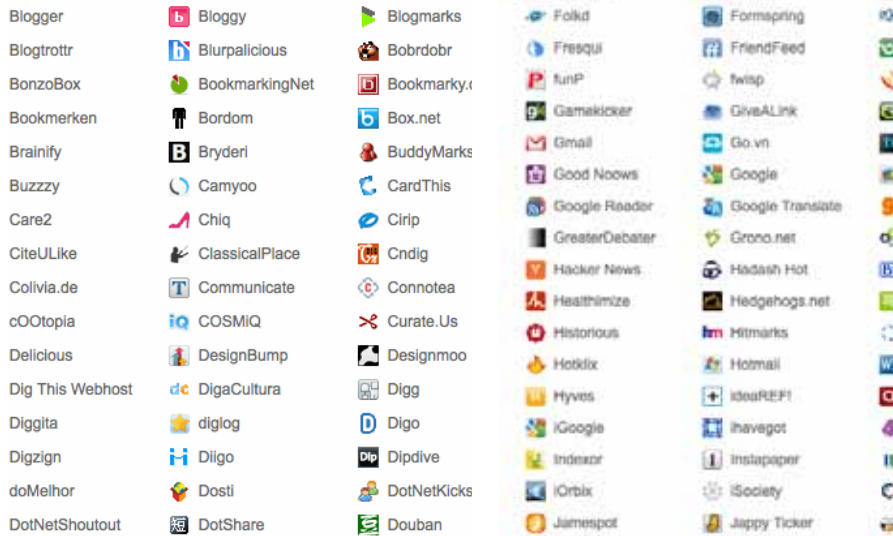 Blogger Bloggy Blogmarks
Blogtrottr Blurpalicious Bobrdobr
BonzoBox BookmarkingNet Bookmarky.
Bookmerken Bordom Box.net
Brainify Bryderi BuddyMarks
Buzzzy Camyoo CardThis
Care2 Chiq Cirip
CiteULike ClassicalPlace Cndig
Colivia.de Communicate Connotea
cOOtopia COSMiQ Curate.Us
Delicious DesignBump Designmoo
Dig This Webhost DigaCultura Digg
Diggita diglog Digo
Digzign Diigo Dipdive
doMelhor Dosti DotNetKicks
DotNetShoutout DotShare Douban
Folkd Formspring
Fresqui FriendFeed
funP fwisp
Gamekicker GiveALink
Gmail Go.vn
Good Noows Google
Google Reader Google Translate
GreaterDebater Grono.net
Hacker News Hadash Hot
Healthimize Hedgehogs.net
Historious Hitmarks
Hotklix Hotmail
Hyves ideaREF!
iGoogle ihavegot
Indexor Instapaper
iOrbix iSociety
Jamespot Jappy Ticker